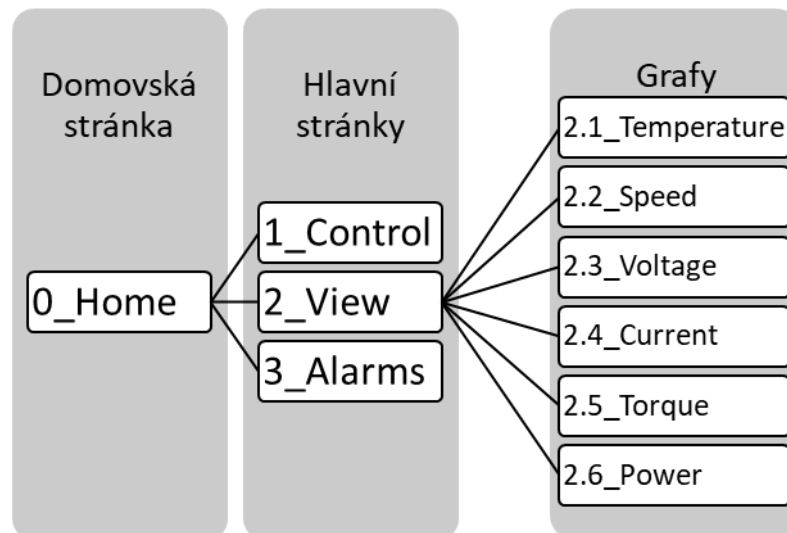 Domovská
stránka
0_Home
Hlavní
stránky
1_Control
2_View
3_Alarms
Grafy
2.1_Temperature
2.2_Speed
2.3_Voltage
2.4_Current
2.5_Torque
2.6_Power